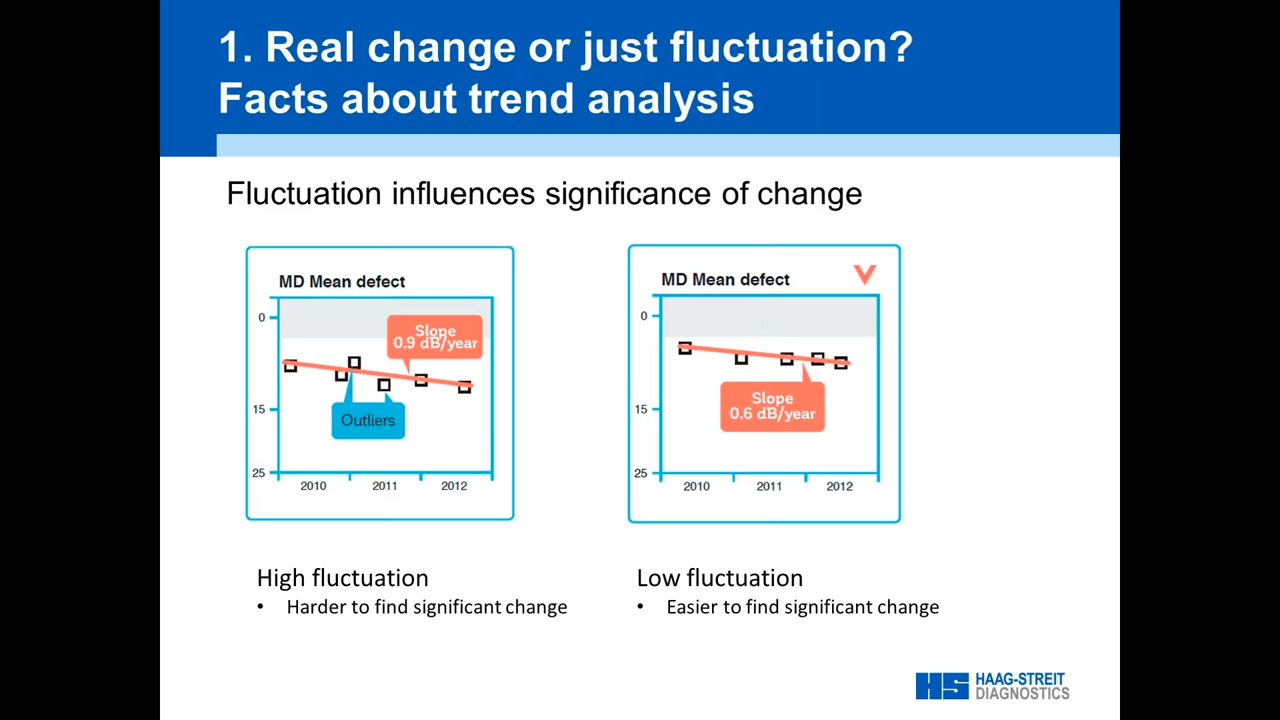 1. Real change or just fluctuation?
Facts about trend analysis
Fluctuation influences significance of change
MD Mean defect
0
15
25
Slope
0.9 dB/year
Outliers
2010
2011
2012
MD Mean defect
0
15
25
Slope
0.6 dB/year
2010
2011
2012
High fluctuation
• Harder to find significant change
Low fluctuation
• Easier to find significant change
HS
HAAG-STREIT
DIAGNOSTICS